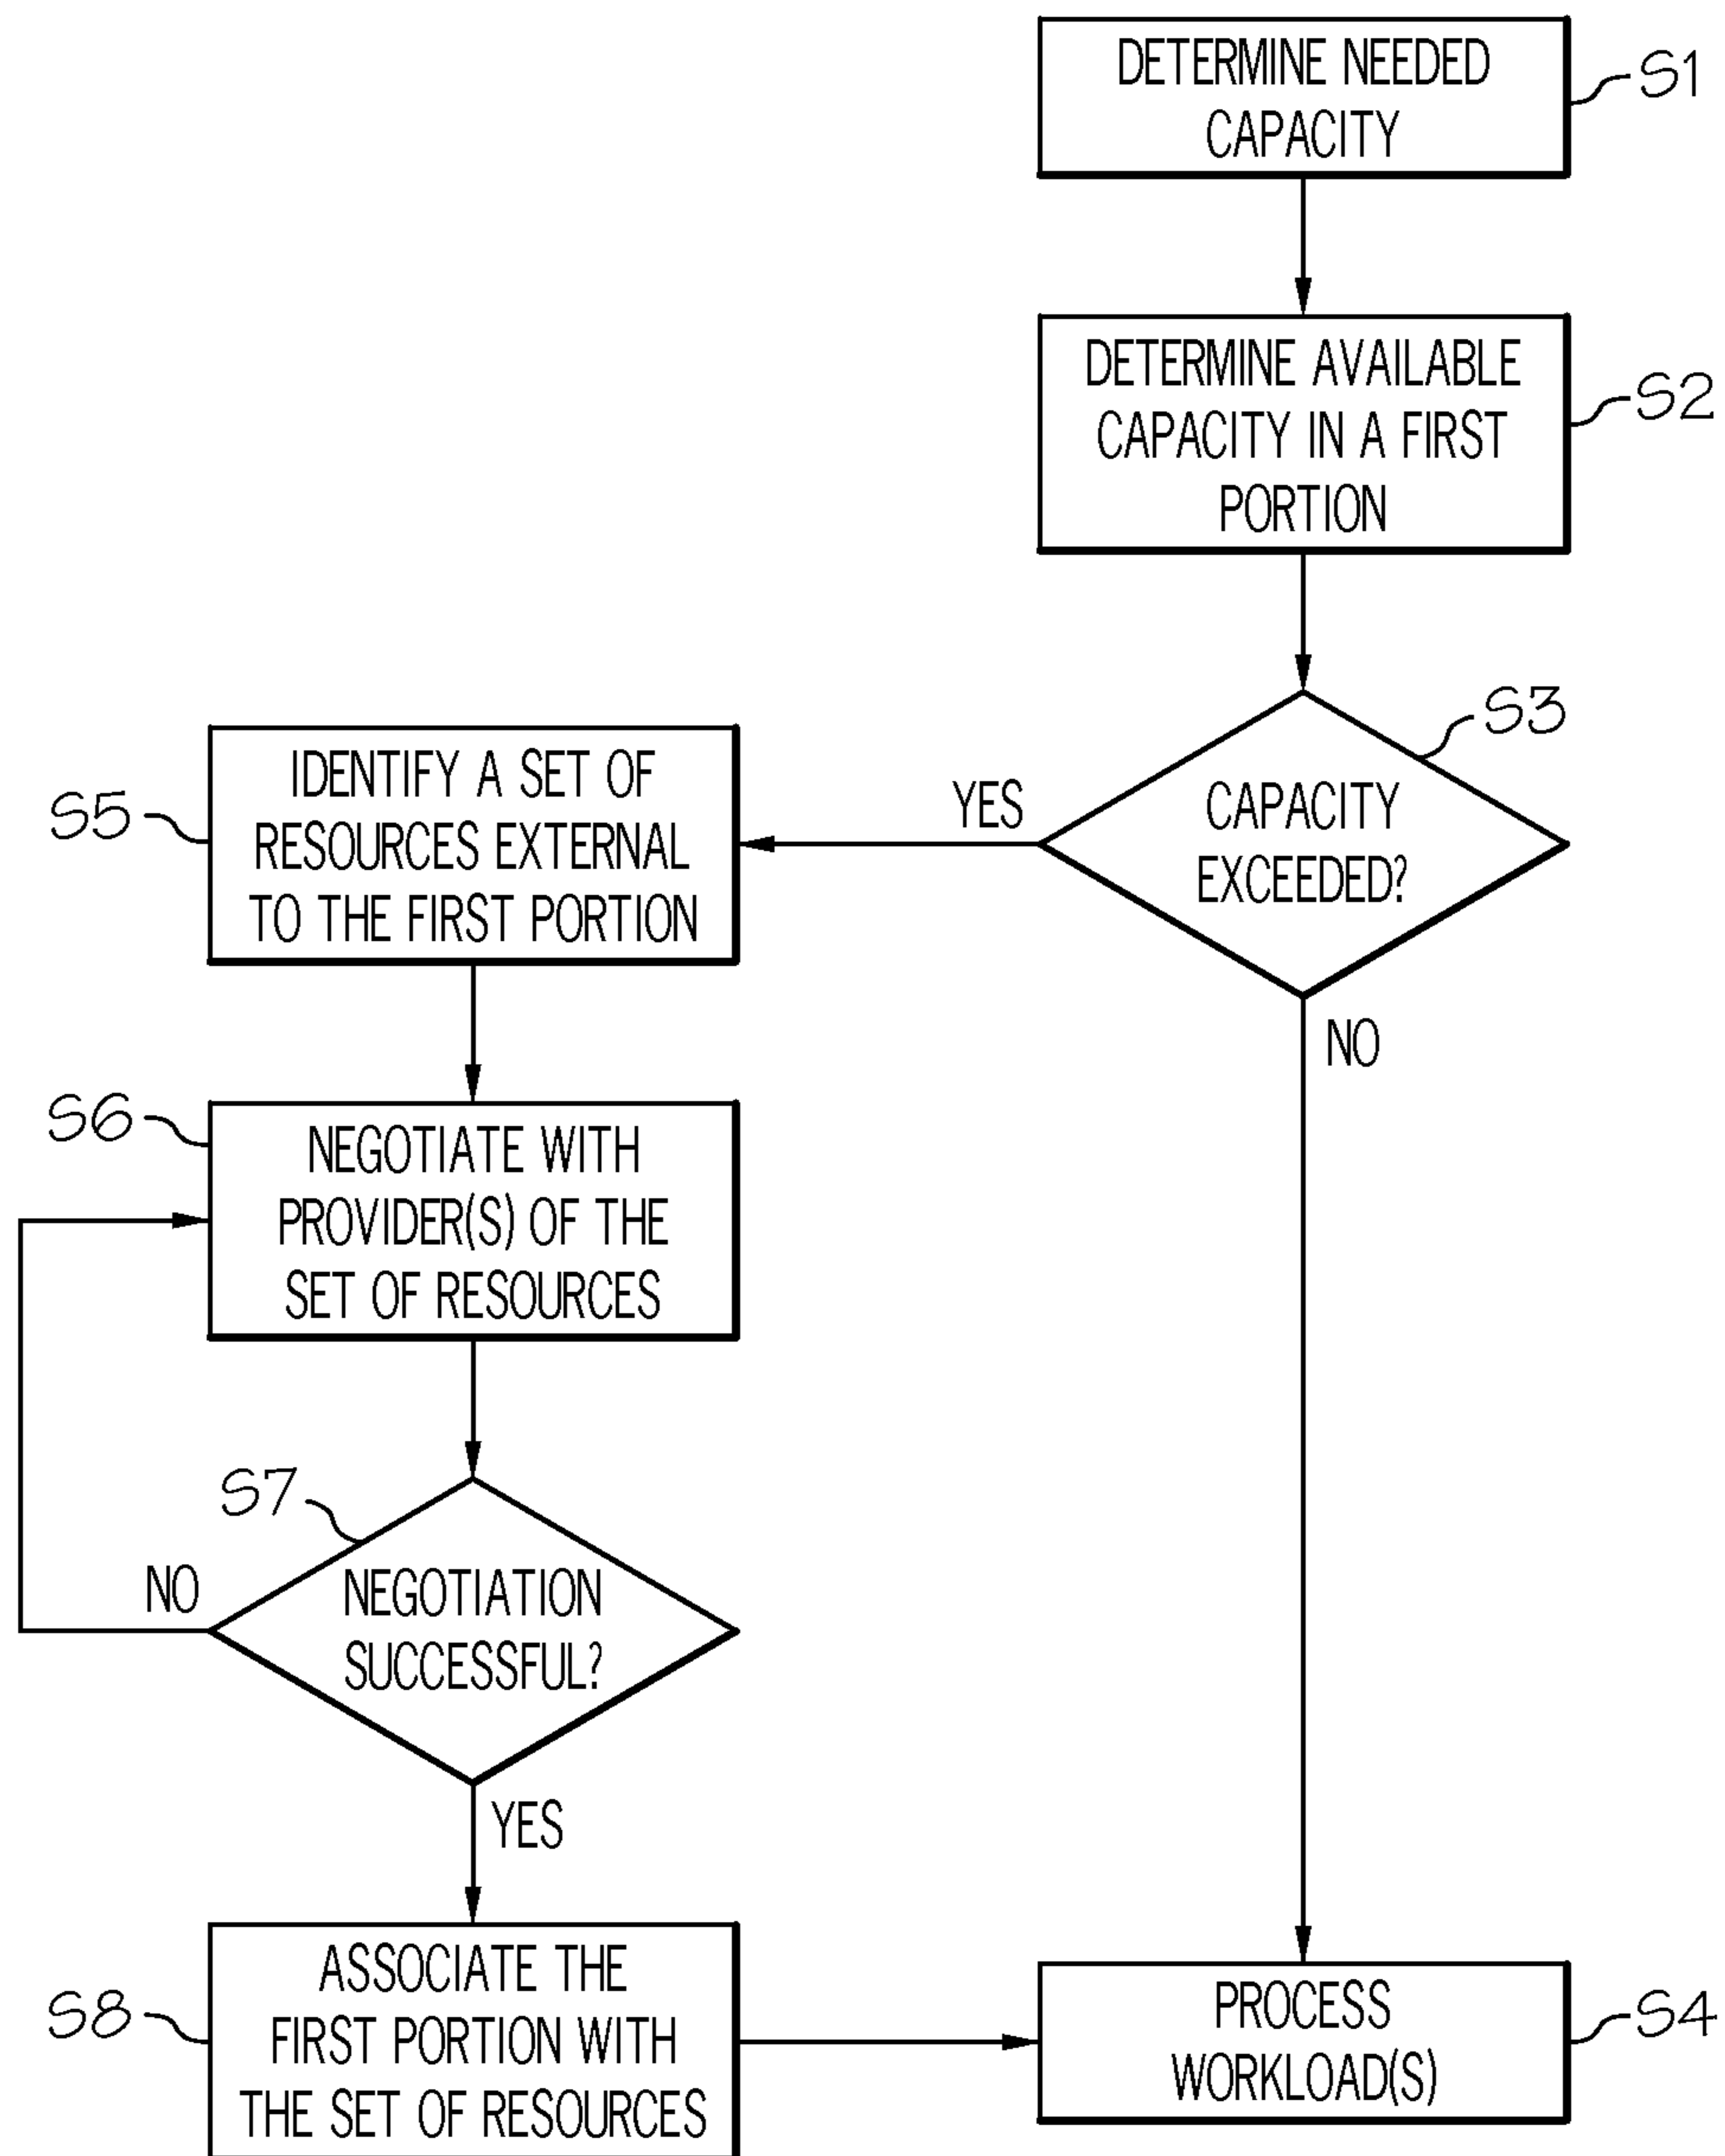 DETERMINE NEEDED
CAPACITY
S1
DETERMINE AVAILABLE
CAPACITY IN A FIRST
PORTION
S2
S3
CAPACITY
EXCEEDED?
YES
NO
S5
IDENTIFY A SET OF
RESOURCES EXTERNAL
TO THE FIRST PORTION
S6
NEGOTIATE WITH
PROVIDER(S) OF THE
SET OF RESOURCES
S7
NEGOTIATION
SUCCESSFUL?
NO
YES
S8
ASSOCIATE THE
FIRST PORTION WITH
THE SET OF RESOURCES
PROCESS
WORKLOAD(S)
S4